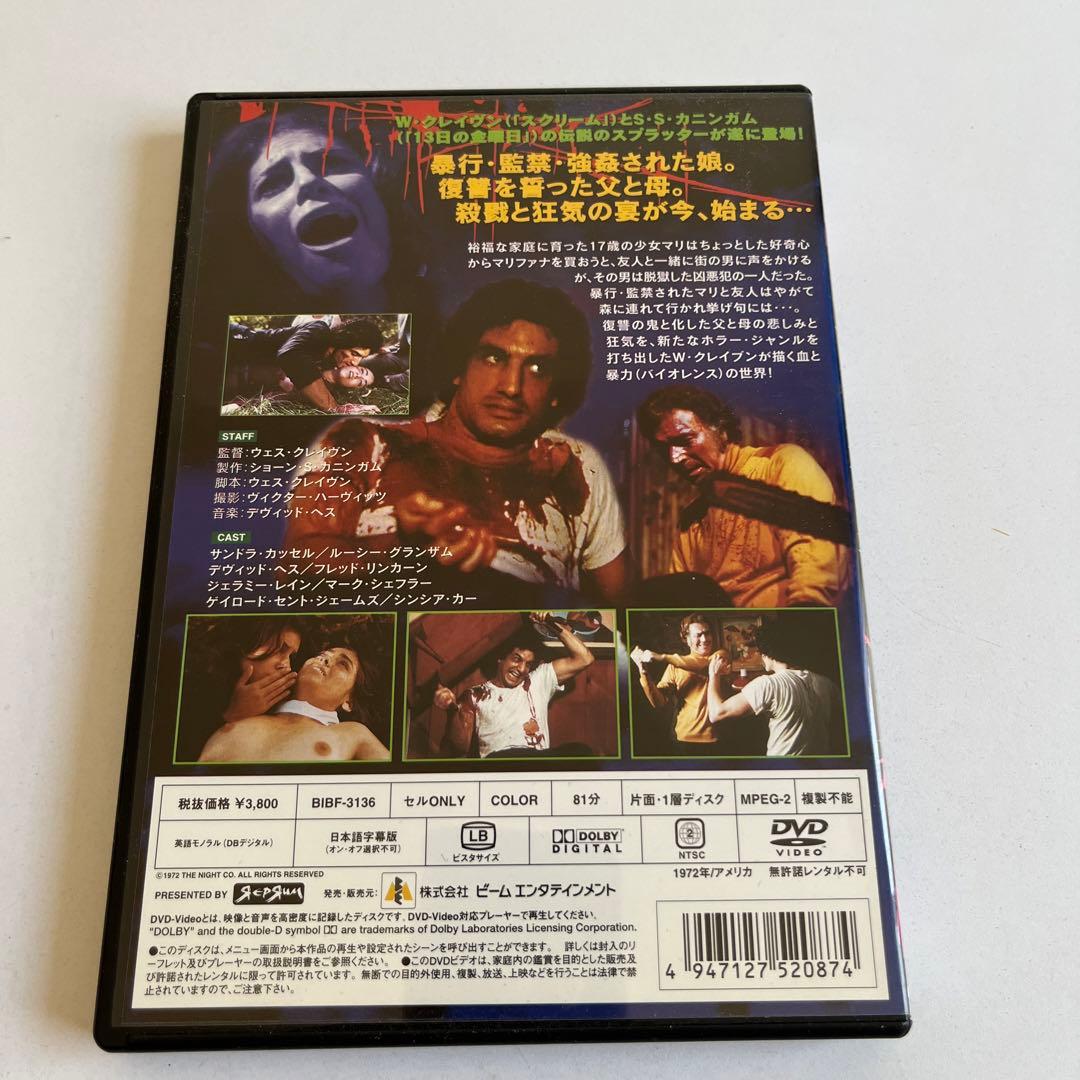 W・クレイヴン(「スクリーム」)とS・S・カニンガム
(「13日の金曜日」)の伝説のスプラッターが遂に登場!
暴行・監禁・強姦された娘。
復讐を誓った父と母。
殺戮と狂気の宴が今、始まる…
裕福な家庭に育った17歳の少女マリはちょっとした好奇心
からマリファナを買おうと、友人と一緒に街の男に声をかける
が、その男は脱獄した凶悪犯の一人だった。
暴行・監禁されたマリと友人はやがて
森に連れて行かれ挙げ句には・・・。
復讐の鬼と化した父と母の悲しみと
狂気を、新たなホラー・ジャンルを
打ち出したW・クレイブンが描く血と
暴力(バイオレンス)の世界!
STAFF
監督:ウェス・クレイヴン
製作:ショーン・S・カニンガム
脚本:ウェス・クレイヴン
撮影:ヴィクター・ハーヴィッツ
音楽:デヴィッド・ヘス
CAST
サンドラ・カッセル/ルーシー・グランザム
デヴィッド・ヘス/フレッド・リンカーン
ジェラミー・レイン/マーク・シェフラー
ゲイロード・セント・ジェームズ/シンシア・カー
税抜価格 ¥3,800 BIBF-3136 セルONLY COLOR 81分 片面・1層ディスク MPEG-2 複製不能
英語モノラル(DBデジタル) 日本語字幕版 LB DOLBY 2 DVD
(オン・オフ選択不可) ビスタサイズ DIGITAL NTSC VIDEO
©1972 THE NIGHT CO. ALL RIGHTS RESERVED 1972年/アメリカ 無許諾レンタル不可
PRESENTED BY REDRUM 発売・販売元: 株式会社 ビームエンタテインメント
DVD-Videoとは、映像と音声を高密度に記録したディスクです。DVD-Video対応プレーヤーで再生してください。
"DOLBY" and the double-D symbol are trademarks of Dolby Laboratories Licensing Corporation.
●このディスクは、メニュー画面から本作品の再生や設定されたシーンを呼び出すことができます。 詳しくは封入のリ
ーフレット及びプレーヤーの取扱説明書をご参照ください。 ●このDVDビデオは、家庭内の鑑賞を目的とした販売及
び許諾されたレンタルに限って許可されています。無断での目的外使用、複製、放送、上映などを行うことは法律で禁
止されていますので、ご注意下さい。
4 947127 520874